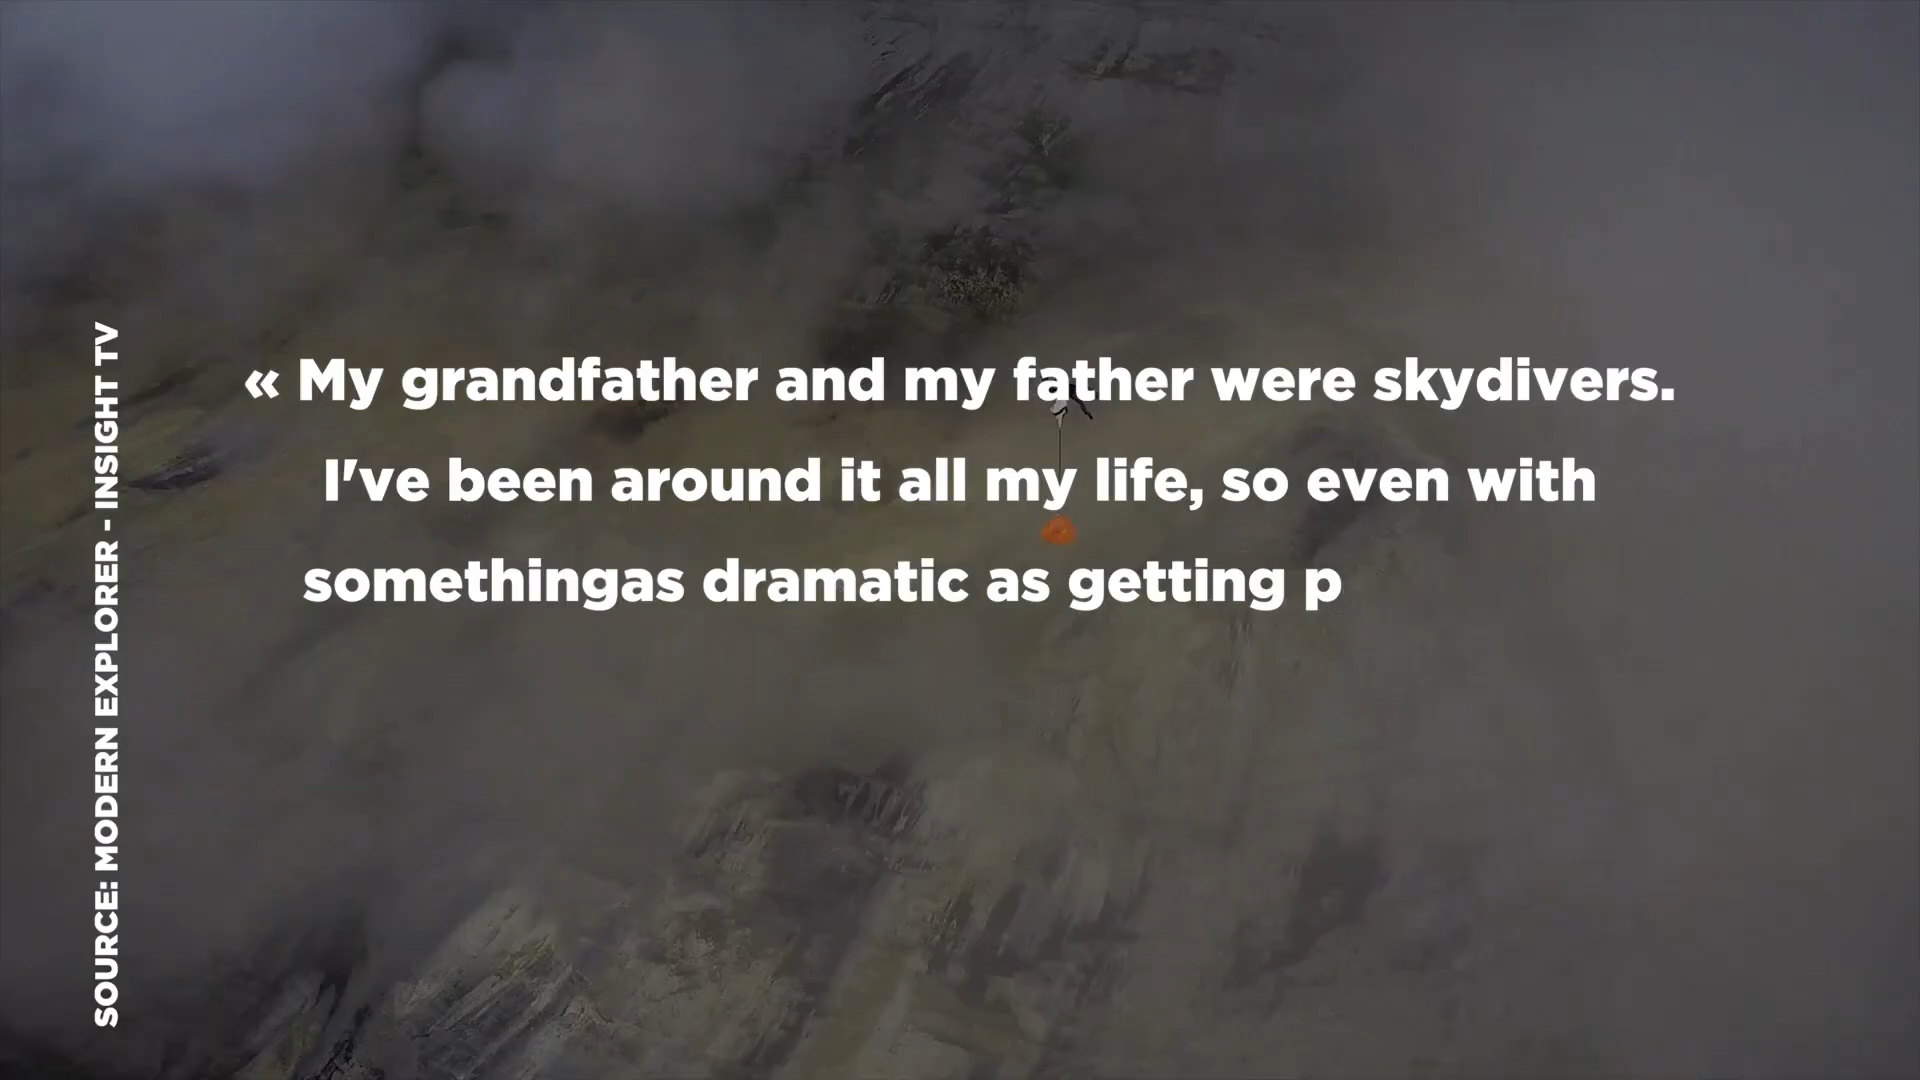 « My grandfather and my father were skydivers.
I've been around it all my life, so even with
somethingas dramatic as getting p
SOURCE: MODERN EXPLORER - INSIGHT TV